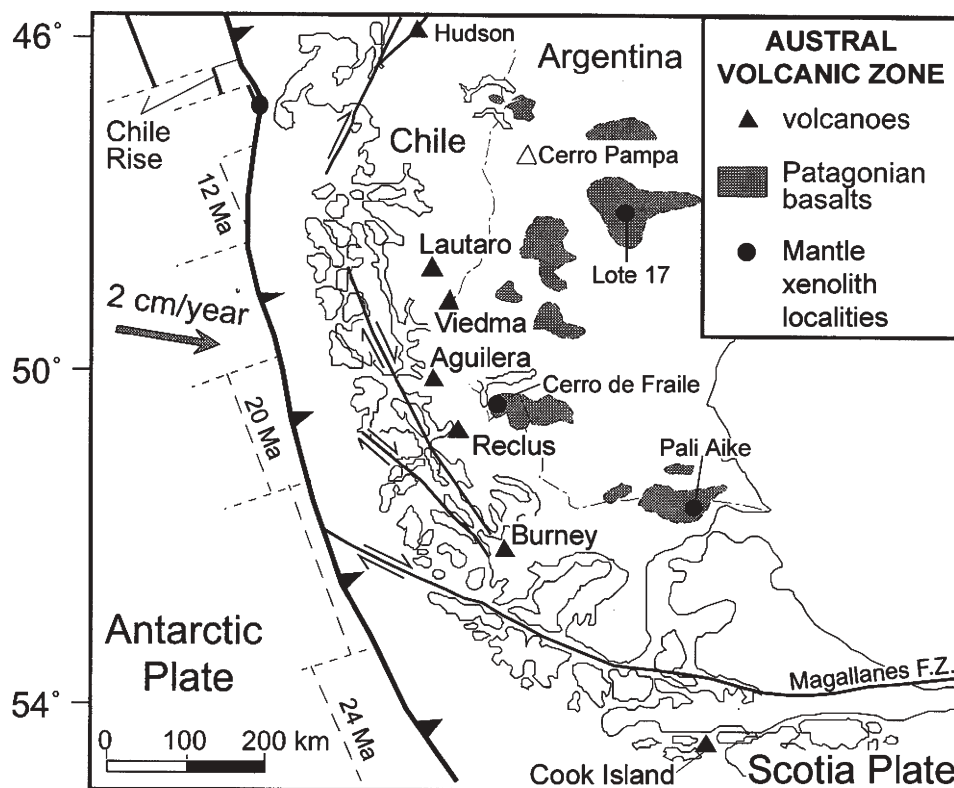 46°
50°
54°
Hudson
Argentina
Chile
Rise
Chile
Cerro Pampa
12 Ma
Lautaro
Lote 17
2 cm/year
Viedma
Aguilera
Cerro de Fraile
20 Ma
Reclus
Pali Aike
Burney
Antarctic
Plate
Magallanes F.Z.
24 Ma
0 100 200 km
Cook Island
Scotia Plate
AUSTRAL
VOLCANIC ZONE
volcanoes
Patagonian
basalts
Mantle
xenolith
localities